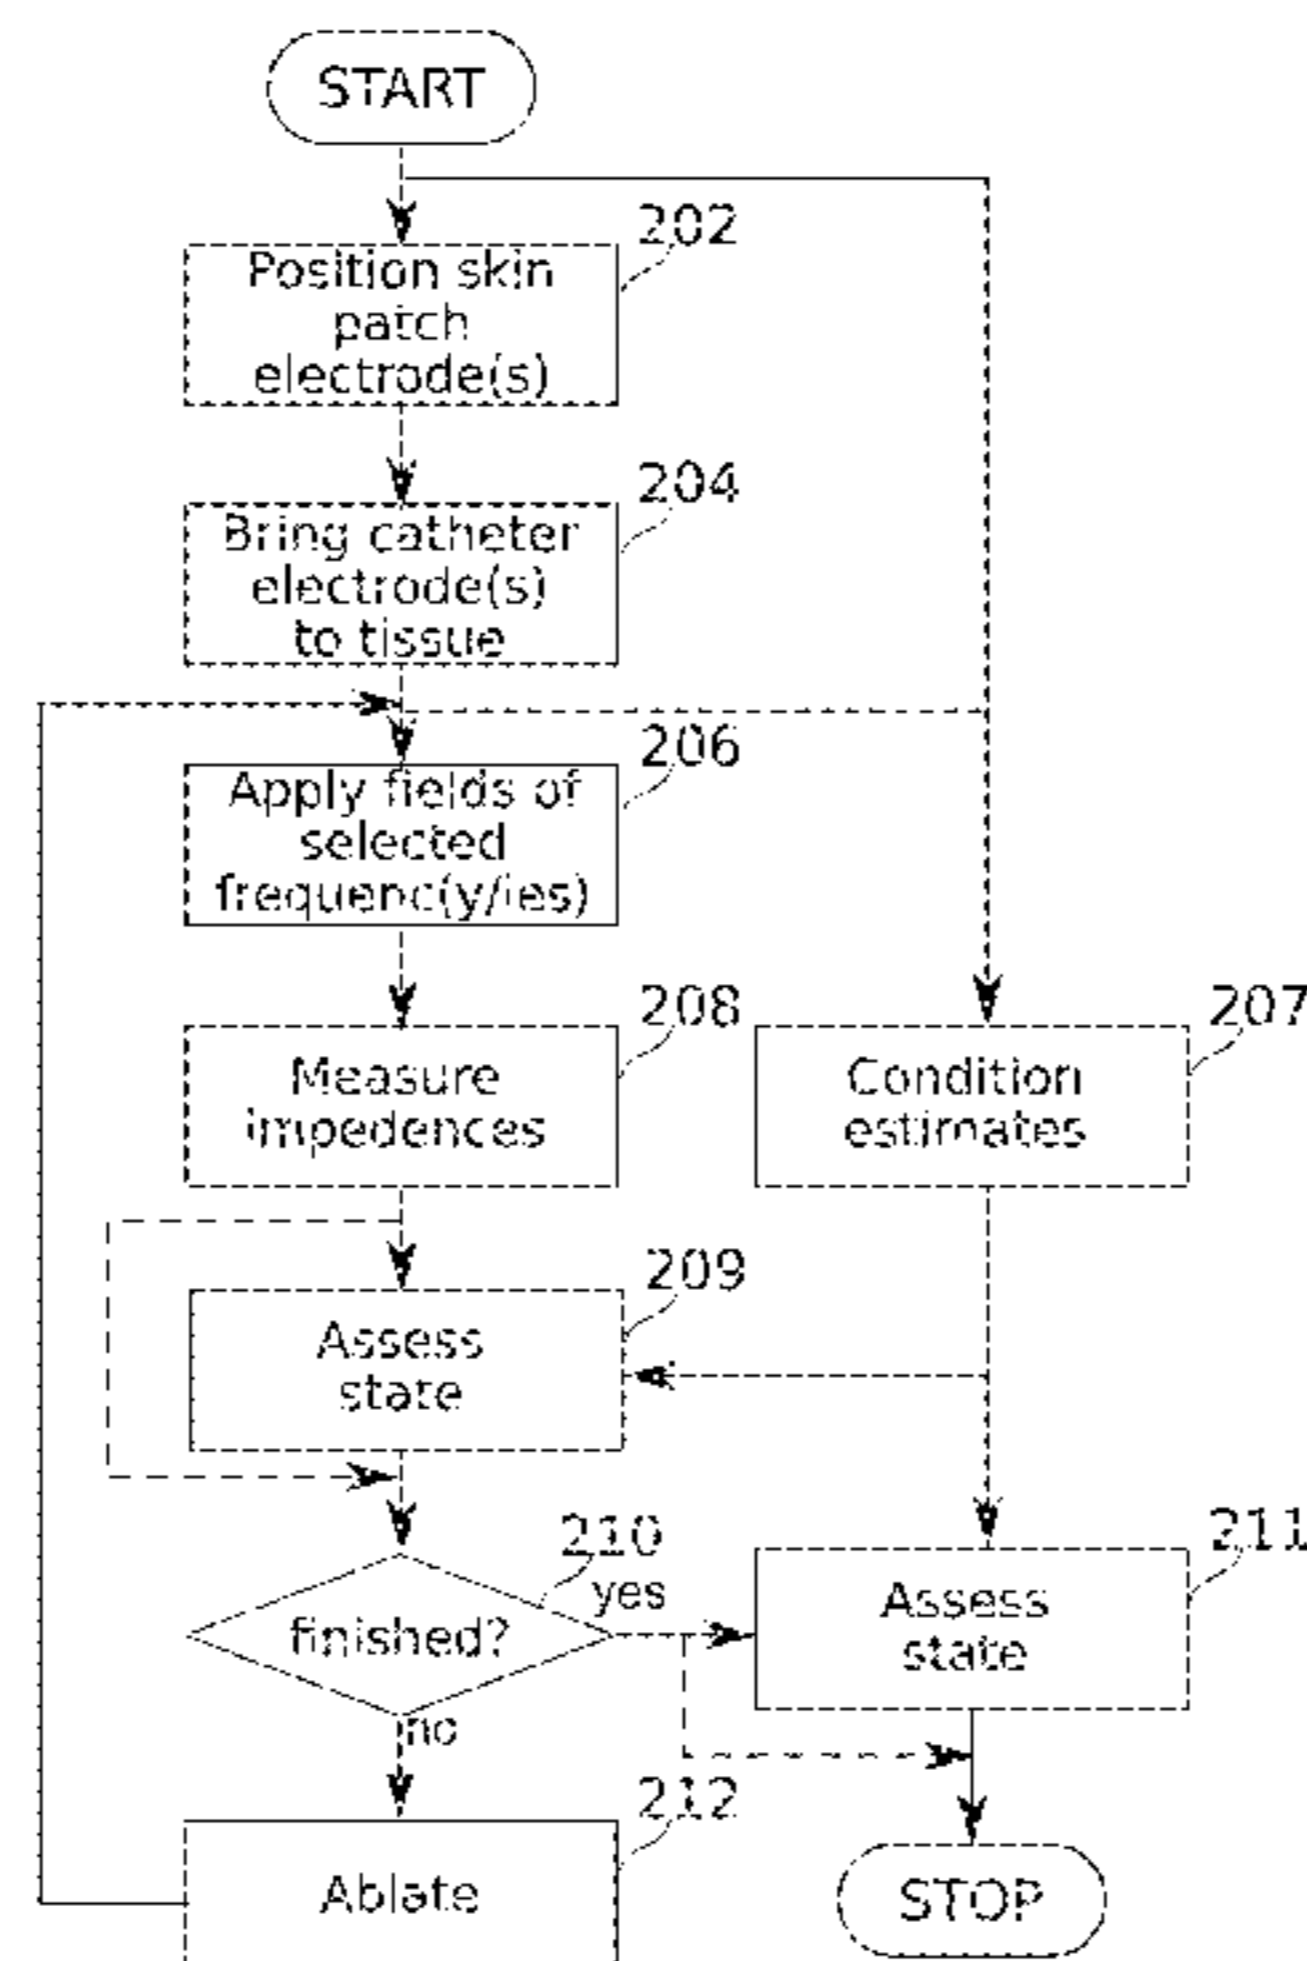 START
202
Position skin
patch
electrode(s)
204
Bring catheter
electrode(s)
to tissue
206
Apply fields of
selected
frequenc(y/ies)
208
Measure
impedences
207
Condition
estimates
209
Assess
state
210
finished?
yes
no
211
Assess
state
212
Ablate
STOP